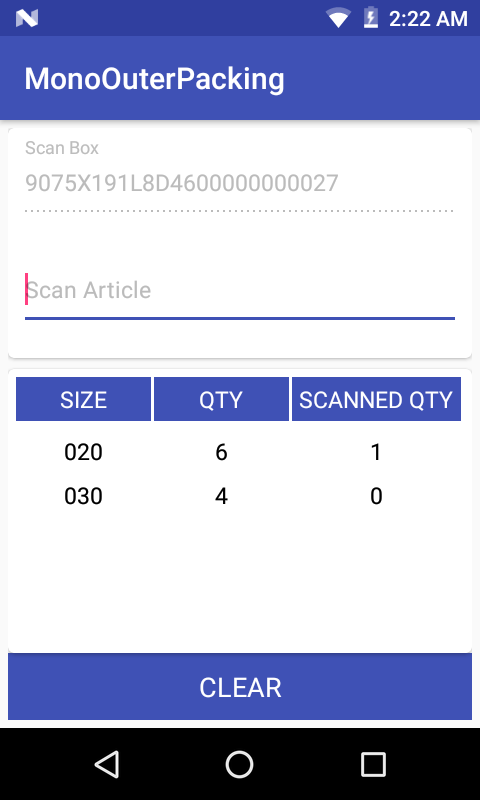 2:22 AM
MonoOuterPacking
Scan Box
9075X191L8D4600000000027
Scan Article
SIZE QTY SCANNED QTY
020 6 1
030 4 0
CLEAR